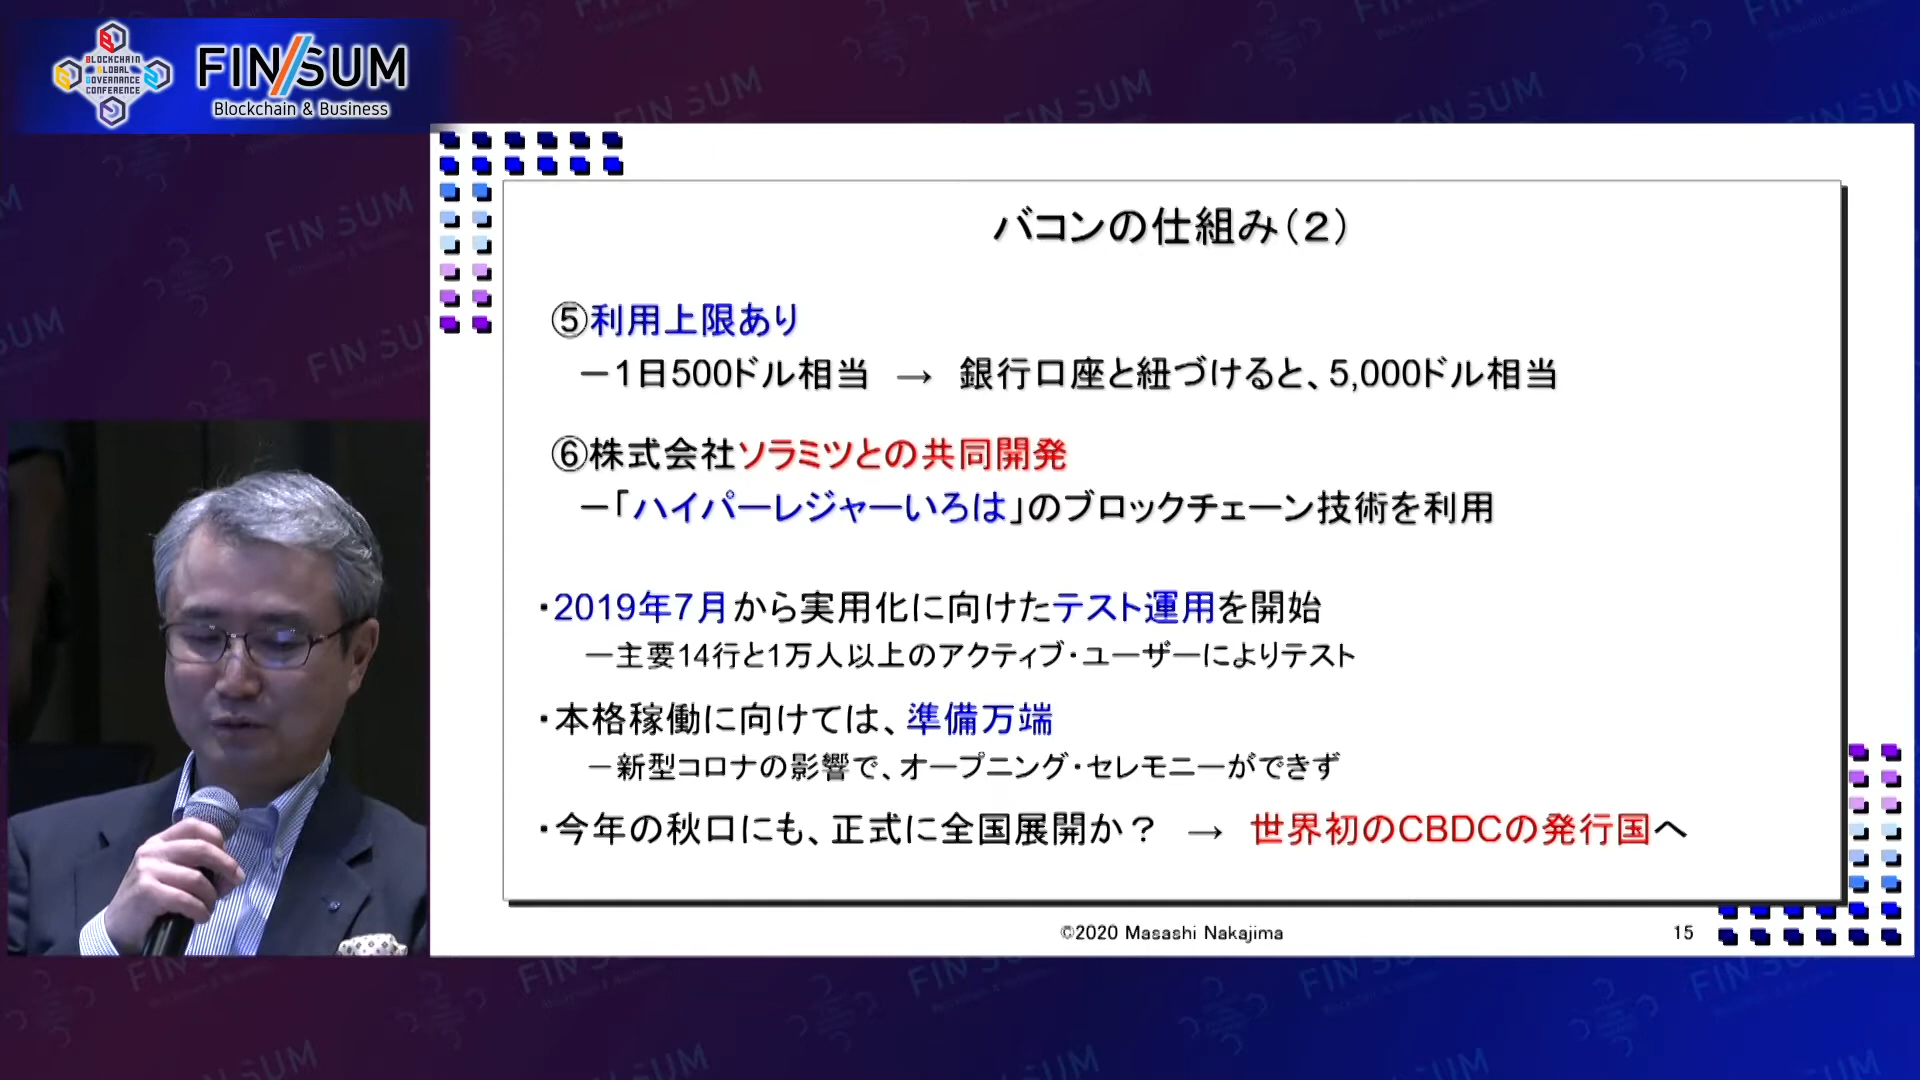 BLOCKCHAIN
GLOBAL
GOVERNANCE
CONFERENCE
FIN/SUM
Blockchain & Business
バコンの仕組み（2）
⑤利用上限あり
－1日500ドル相当　→　銀行口座と紐づけると、5,000ドル相当
⑥株式会社ソラミツとの共同開発
－「ハイパーレジャーいろは」のブロックチェーン技術を利用
・2019年7月から実用化に向けたテスト運用を開始
－主要14行と1万人以上のアクティブ・ユーザーによりテスト
・本格稼働に向けては、準備万端
－新型コロナの影響で、オープニング・セレモニーができず
・今年の秋口にも、正式に全国展開か？　→　世界初のCBDCの発行国へ
©2020 Masashi Nakajima
15